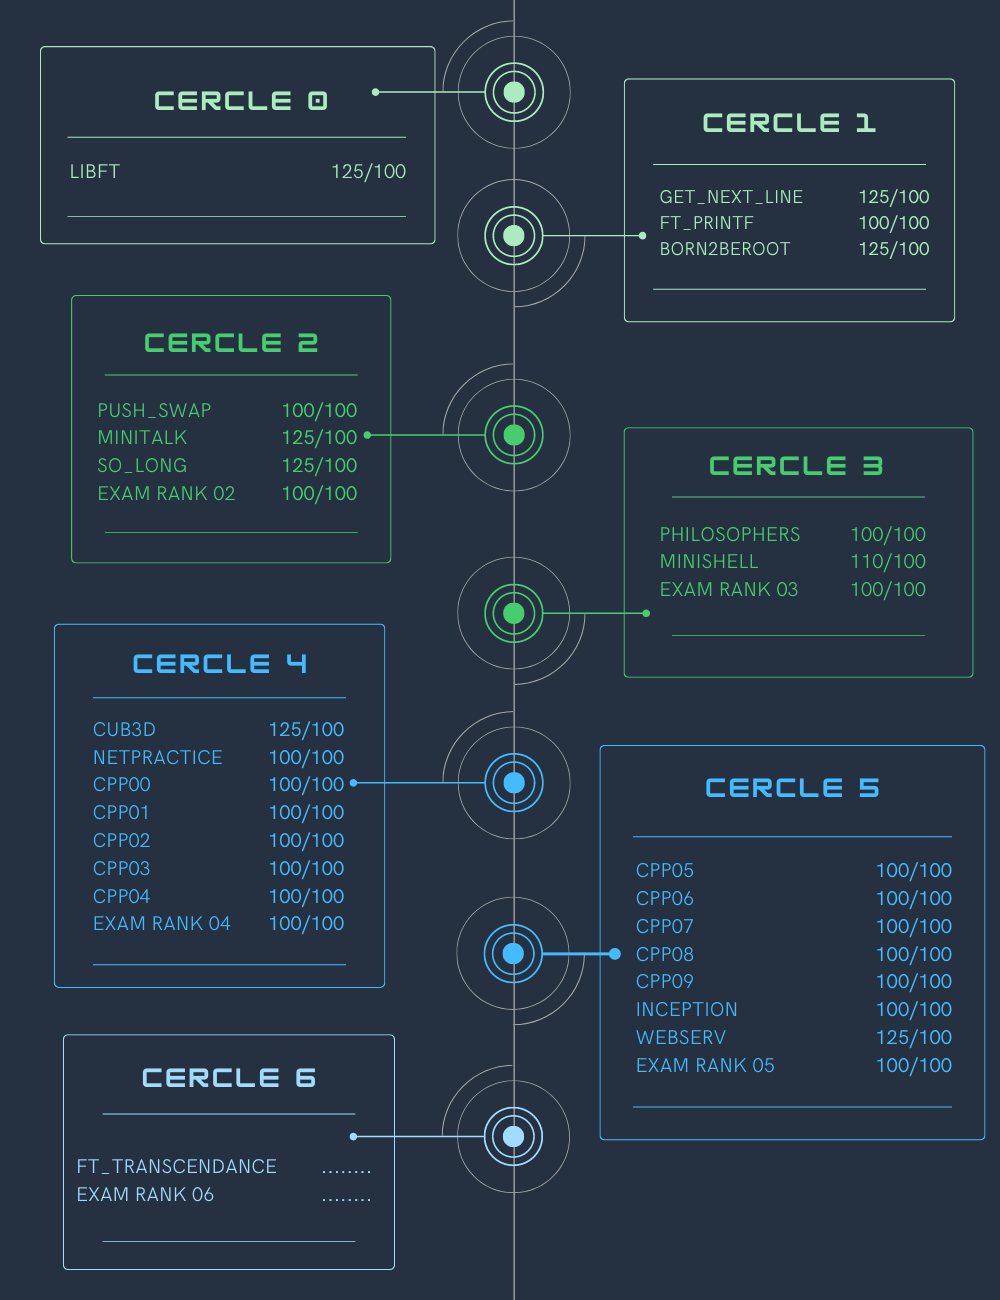 CERCLE 0
LIBFT 125/100
CERCLE 1
GET_NEXT_LINE 125/100
FT_PRINTF 100/100
BORN2BEROOT 125/100
CERCLE 2
PUSH_SWAP 100/100
MINITALK 125/100
SO_LONG 125/100
EXAM RANK 02 100/100
CERCLE 3
PHILOSOPHERS 100/100
MINISHELL 110/100
EXAM RANK 03 100/100
CERCLE 4
CUB3D 125/100
NETPRACTICE 100/100
CPP00 100/100
CPP01 100/100
CPP02 100/100
CPP03 100/100
CPP04 100/100
EXAM RANK 04 100/100
CERCLE 5
CPP05 100/100
CPP06 100/100
CPP07 100/100
CPP08 100/100
CPP09 100/100
INCEPTION 100/100
WEBSERV 125/100
EXAM RANK 05 100/100
CERCLE 6
FT_TRANSCENDANCE ........
EXAM RANK 06 ........